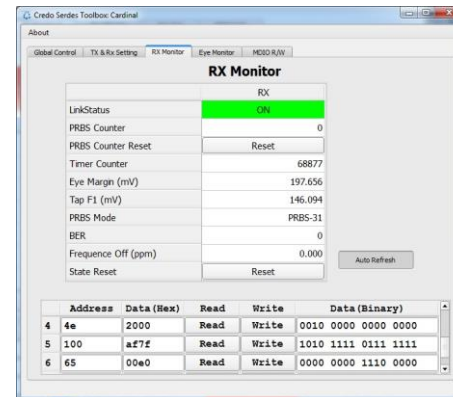 Credo Serdes Toolbox: Cardinal
About
Global Control TX & Rx Setting RX Monitor Eye Monitor MDIO R/W
RX Monitor
RX
LinkStatus ON
PRBS Counter 0
PRBS Counter Reset Reset
Timer Counter 68877
Eye Margin (mV) 197.656
Tap F1 (mV) 146.094
PRBS Mode PRBS-31
BER 0
Frequence Off (ppm) 0.000
Auto Refresh
State Reset Reset
Address Data(Hex) Read Write Data(Binary)
4 4e 2000 Read Write 0010 0000 0000 0000
5 100 af7f Read Write 1010 1111 0111 1111
6 65 00e0 Read Write 0000 0000 1110 0000